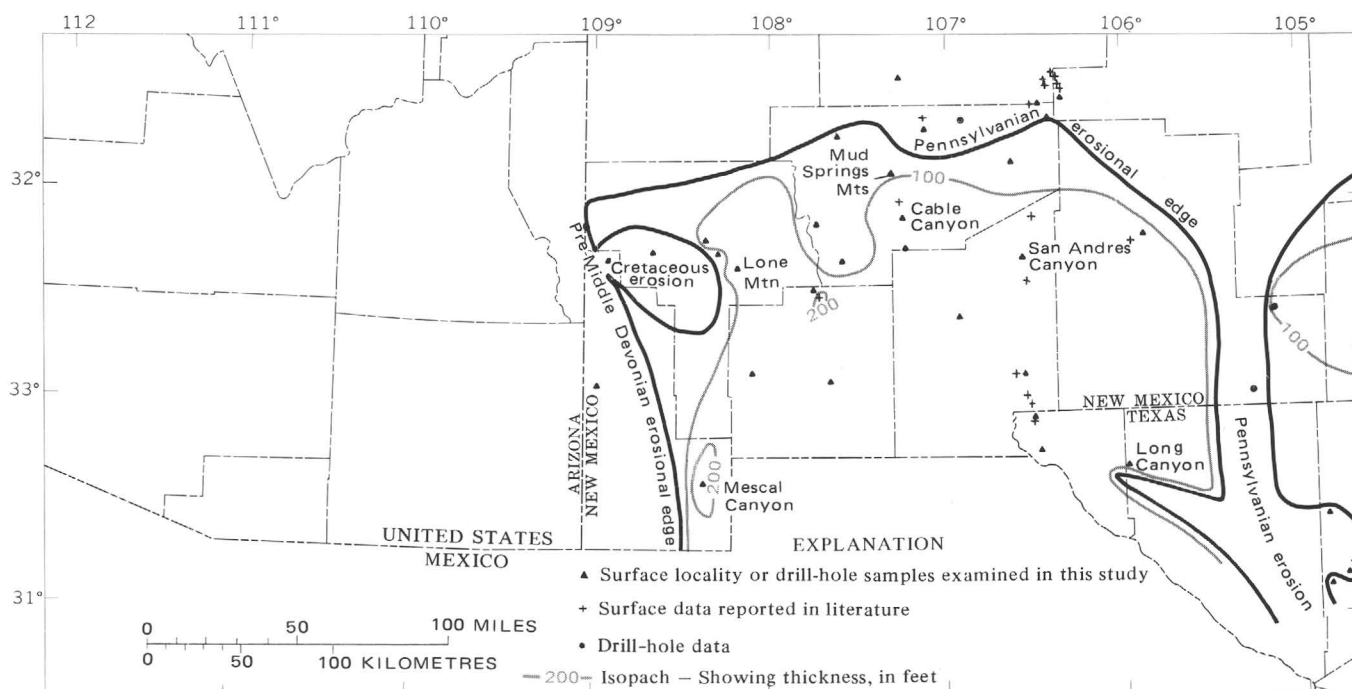 112
111°
110°
109°
108°
107°
106°
105°
32°
33°
31°
Pennsylvanian
erosional
edge
Mud
Springs
Mts
100
Cable
Canyon
San Andres
Canyon
Pre-Middle Devonian erosional edge
Cretaceous
erosion
Lone
Mtn
200
100
NEW MEXICO
TEXAS
ARIZONA
NEW MEXICO
200
Mescal
Canyon
Long
Canyon
Pennsylvanian erosion
UNITED STATES
MEXICO
EXPLANATION
▲ Surface locality or drill-hole samples examined in this study
+ Surface data reported in literature
● Drill-hole data
200 Isopach – Showing thickness, in feet
0 50 100 MILES
0 50 100 KILOMETRES